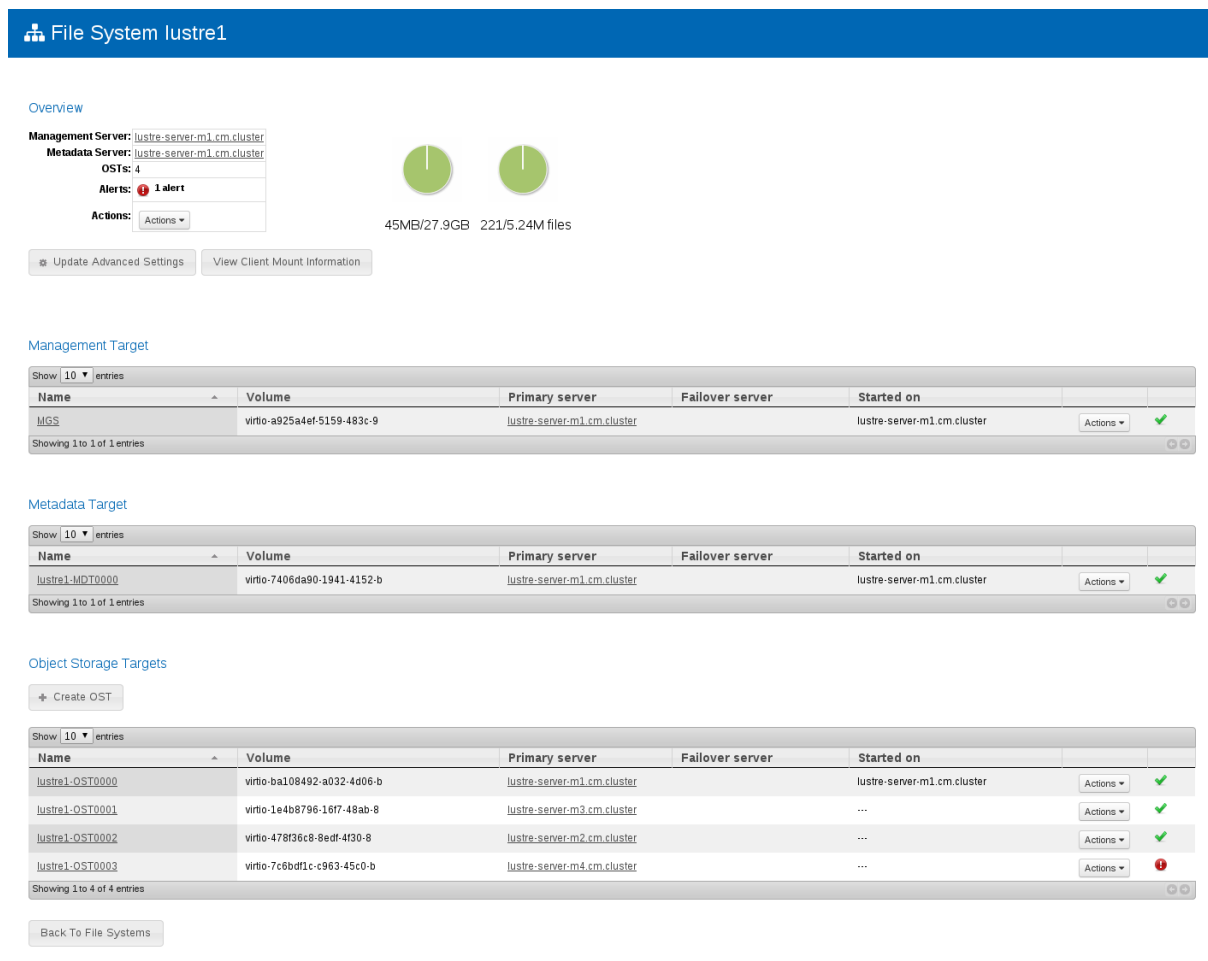 File System lustre1
Overview
Management Server: lustre-server-m1.cm.cluster
Metadata Server: lustre-server-m1.cm.cluster
OSTs: 4
Alerts: 1 alert
Actions: Actions
45MB/27.9GB 221/5.24M files
Update Advanced Settings View Client Mount Information
Management Target
Show 10 entries
Name Volume Primary server Failover server Started on
MGS virtio-a925a4ef-5159-483c-9 lustre-server-m1.cm.cluster lustre-server-m1.cm.cluster Actions
Showing 1 to 1 of 1 entries
Metadata Target
Show 10 entries
Name Volume Primary server Failover server Started on
lustre1-MDT0000 virtio-7406da90-1941-4152-b lustre-server-m1.cm.cluster lustre-server-m1.cm.cluster Actions
Showing 1 to 1 of 1 entries
Object Storage Targets
Create OST
Show 10 entries
Name Volume Primary server Failover server Started on
lustre1-OST0000 virtio-ba108492-a032-4d06-b lustre-server-m1.cm.cluster lustre-server-m1.cm.cluster Actions
lustre1-OST0001 virtio-1e4b8796-16f7-48ab-8 lustre-server-m3.cm.cluster --- Actions
lustre1-OST0002 virtio-478f36c8-8edf-4f30-8 lustre-server-m2.cm.cluster --- Actions
lustre1-OST0003 virtio-7c6bdf1c-c963-45c0-b lustre-server-m4.cm.cluster --- Actions
Showing 1 to 4 of 4 entries
Back To File Systems